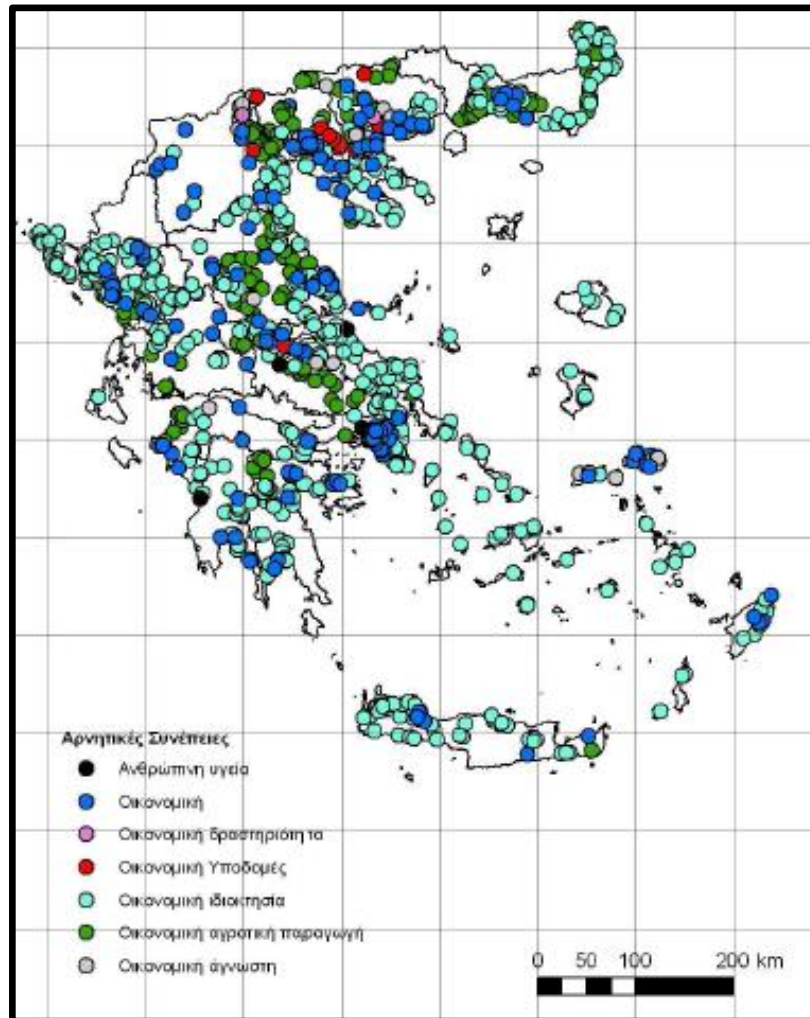 Αρνητικές Συνέπειες
Ανθρώπινη υγεία
Οικονομική
Οικονομική δραστηριότητα
Οικονομική Υποδομές
Οικονομική ιδιοκτησία
Οικονομική αγροτική παραγωγή
Οικονομική άγνωστη
0 50 100 200 km